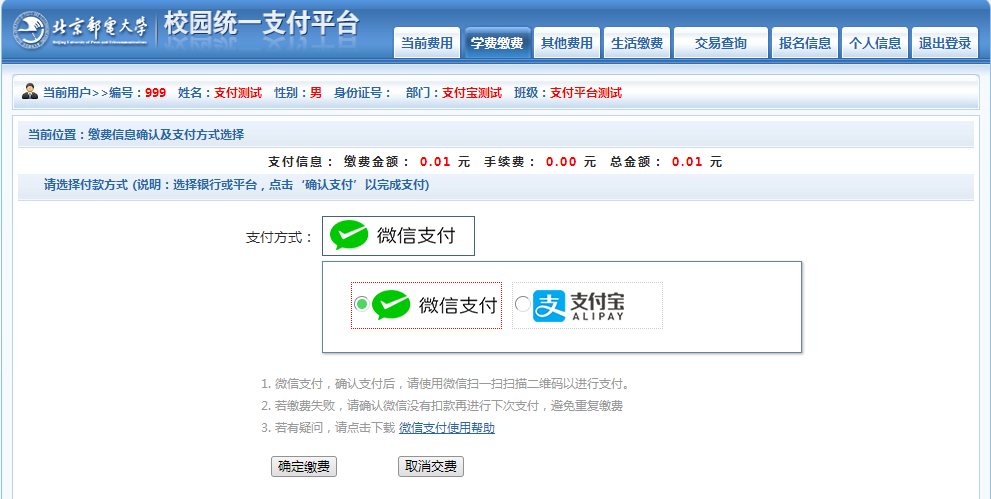 北京郵電大学 校园统一支付平台
Beijing University of Posts and Telecommunications
当前费用 学费缴费 其他费用 生活缴费 交易查询 报名信息 个人信息 退出登录
当前用户>>编号：999 姓名：支付测试 性别：男 身份证号： 部门：支付宝测试 班级：支付平台测试
当前位置：缴费信息确认及支付方式选择
支付信息： 缴费金额： 0.01 元 手续费： 0.00 元 总金额： 0.01 元
请选择付款方式 (说明：选择银行或平台，点击‘确认支付’以完成支付)
支付方式： 微信支付
微信支付 支付宝
ALIPAY
1. 微信支付，确认支付后，请使用微信扫一扫扫描二维码以进行支付。
2. 若缴费失败，请确认微信没有扣款再进行下次支付，避免重复缴费
3. 若有疑问，请点击下载 微信支付使用帮助
确定缴费 取消交费